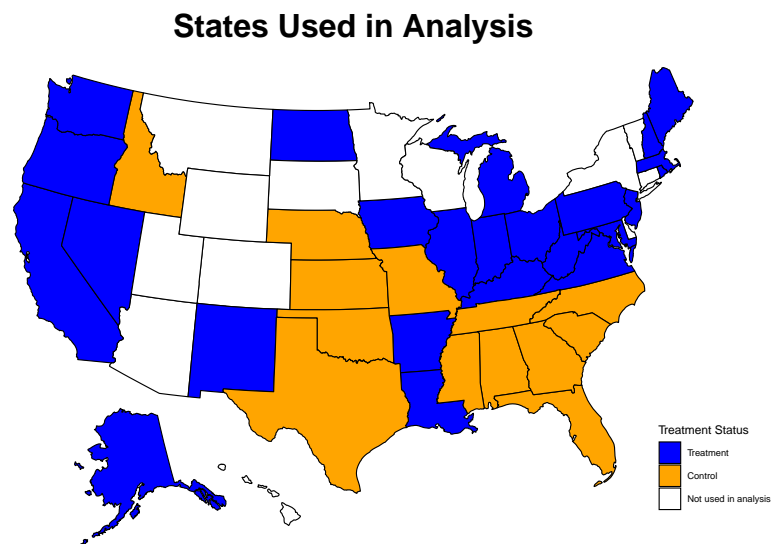 States Used in Analysis
Treatment Status
Treatment
Control
Not used in analysis